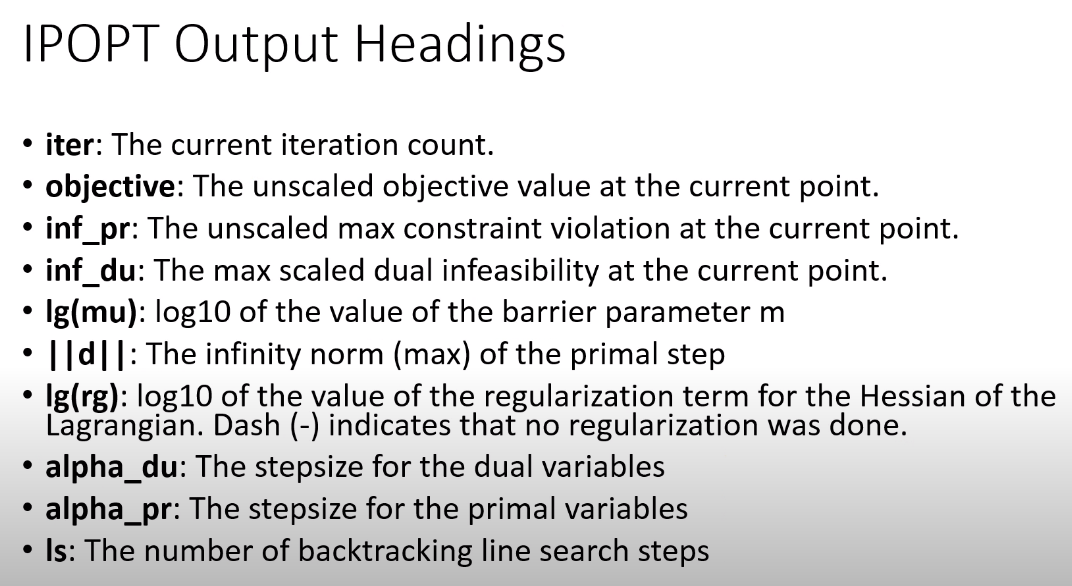 IPOPT Output Headings
• iter: The current iteration count.
• objective: The unscaled objective value at the current point.
• inf_pr: The unscaled max constraint violation at the current point.
• inf_du: The max scaled dual infeasibility at the current point.
• lg(mu): log10 of the value of the barrier parameter m
• ||d||: The infinity norm (max) of the primal step
• lg(rg): log10 of the value of the regularization term for the Hessian of the
Lagrangian. Dash (-) indicates that no regularization was done.
• alpha_du: The stepsize for the dual variables
• alpha_pr: The stepsize for the primal variables
• ls: The number of backtracking line search steps